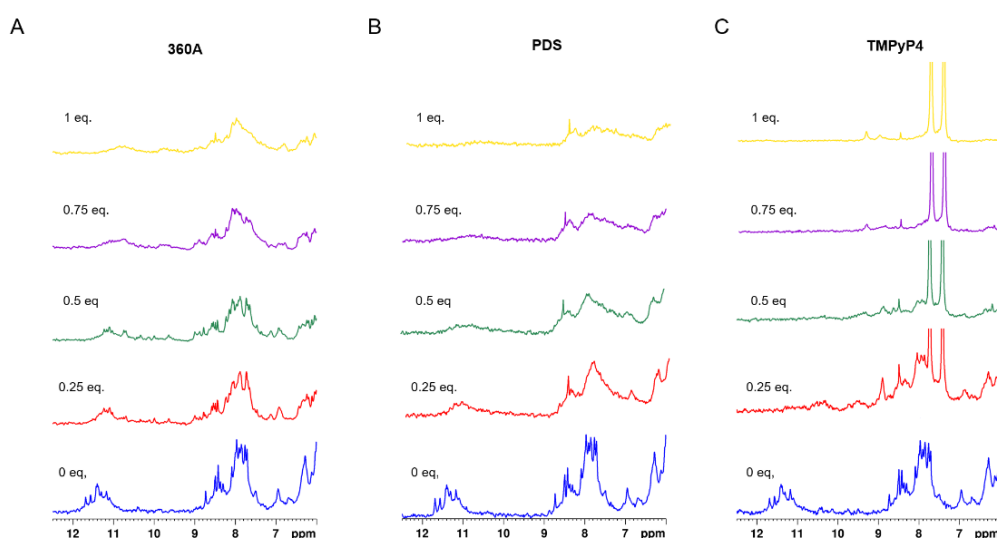 A
360A
1 eq.
0.75 eq.
0.5 eq
0.25 eq.
0 eq,
12 11 10 9 8 7 ppm
B
PDS
1 eq.
0.75 eq.
0.5 eq
0.25 eq.
0 eq,
12 11 10 9 8 7 ppm
C
TMPyP4
1 eq.
0.75 eq.
0.5 eq
0.25 eq.
0 eq,
12 11 10 9 8 7 ppm